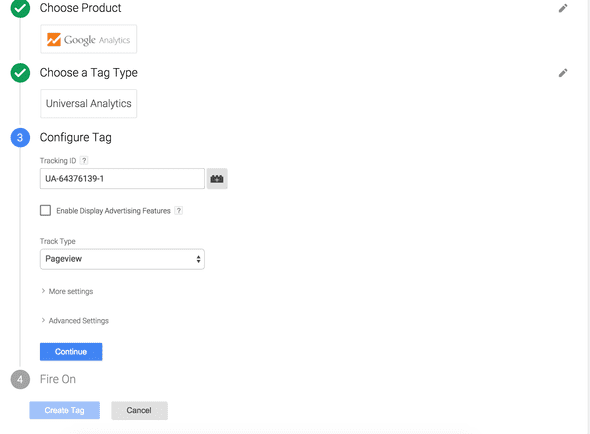 Choose Product
Google Analytics
Choose a Tag Type
Universal Analytics
3 Configure Tag
Tracking ID ?
UA-64376139-1
Enable Display Advertising Features ?
Track Type
Pageview
> More settings
> Advanced Settings
Continue
4 Fire On
Create Tag Cancel